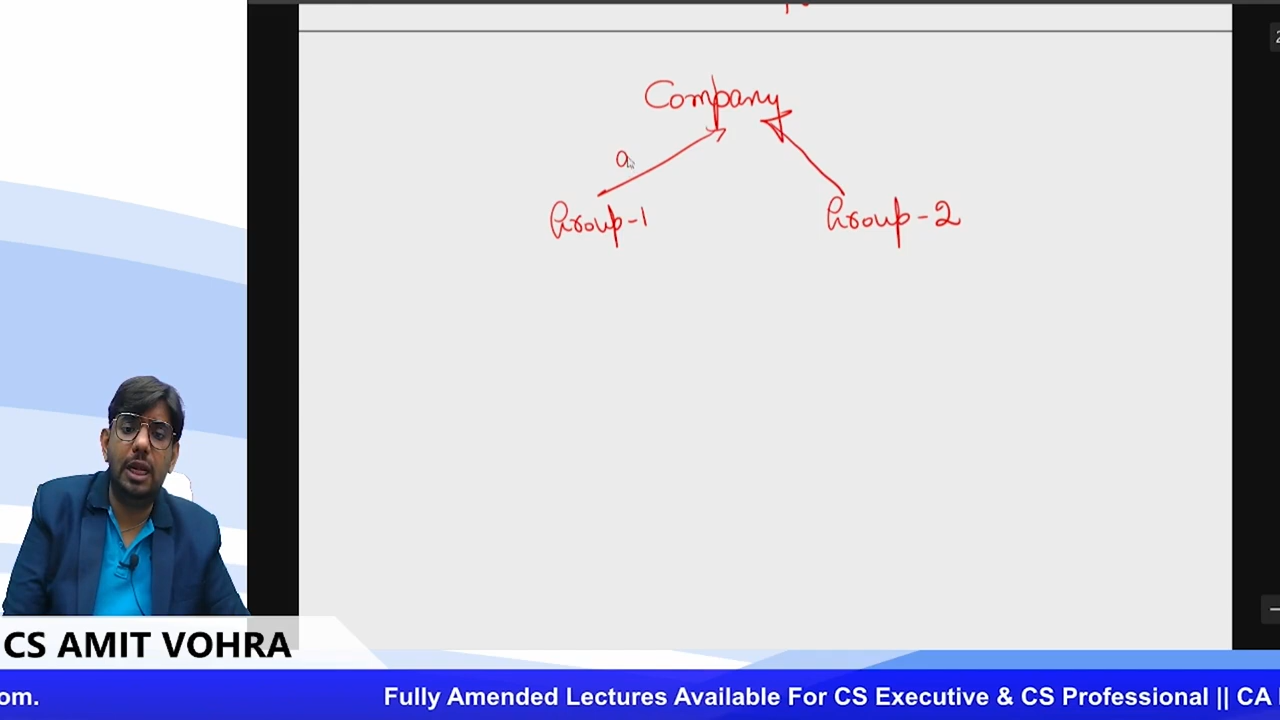 Company
a
Group-1
Group-2
CS AMIT VOHRA
om.
Fully Amended Lectures Available For CS Executive & CS Professional || CA